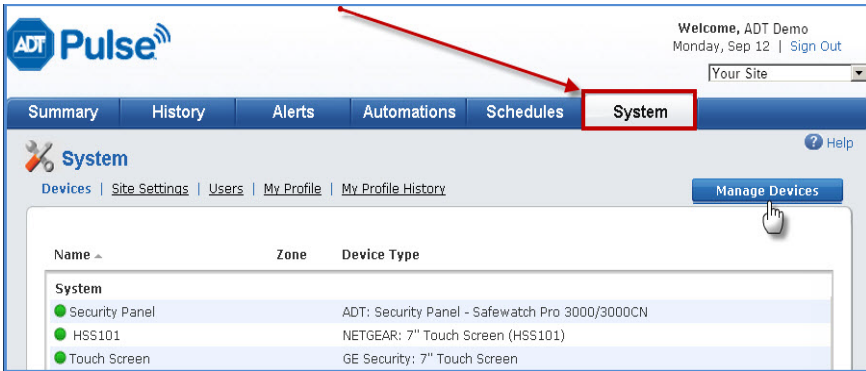 ADT Pulse
Welcome, ADT Demo
Monday, Sep 12 | Sign Out
Your Site
Summary History Alerts Automations Schedules System
Help
System
Devices | Site Settings | Users | My Profile | My Profile History
Manage Devices
Name Zone Device Type
System
Security Panel ADT: Security Panel - Safewatch Pro 3000/3000CN
HSS101 NETGEAR: 7" Touch Screen (HSS101)
Touch Screen GE Security: 7" Touch Screen